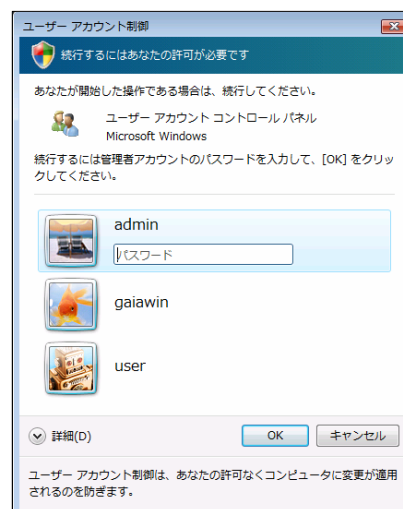 ユーザー アカウント制御
続行するにはあなたの許可が必要です
あなたが開始した操作である場合は、続行してください。
ユーザー アカウント コントロール パネル
Microsoft Windows
続行するには管理者アカウントのパスワードを入力して、[OK] をクリッ
クしてください。
admin
パスワード
gaiawin
user
詳細(D)
OK
キャンセル
ユーザー アカウント制御は、あなたの許可なくコンピュータに変更が適用
されるのを防ぎます。